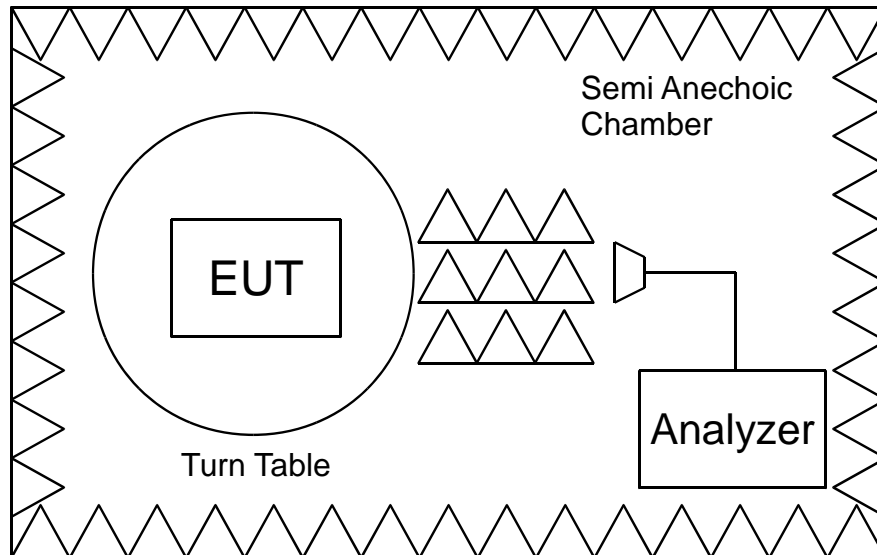 Semi Anechoic
Chamber
EUT
Analyzer
Turn Table